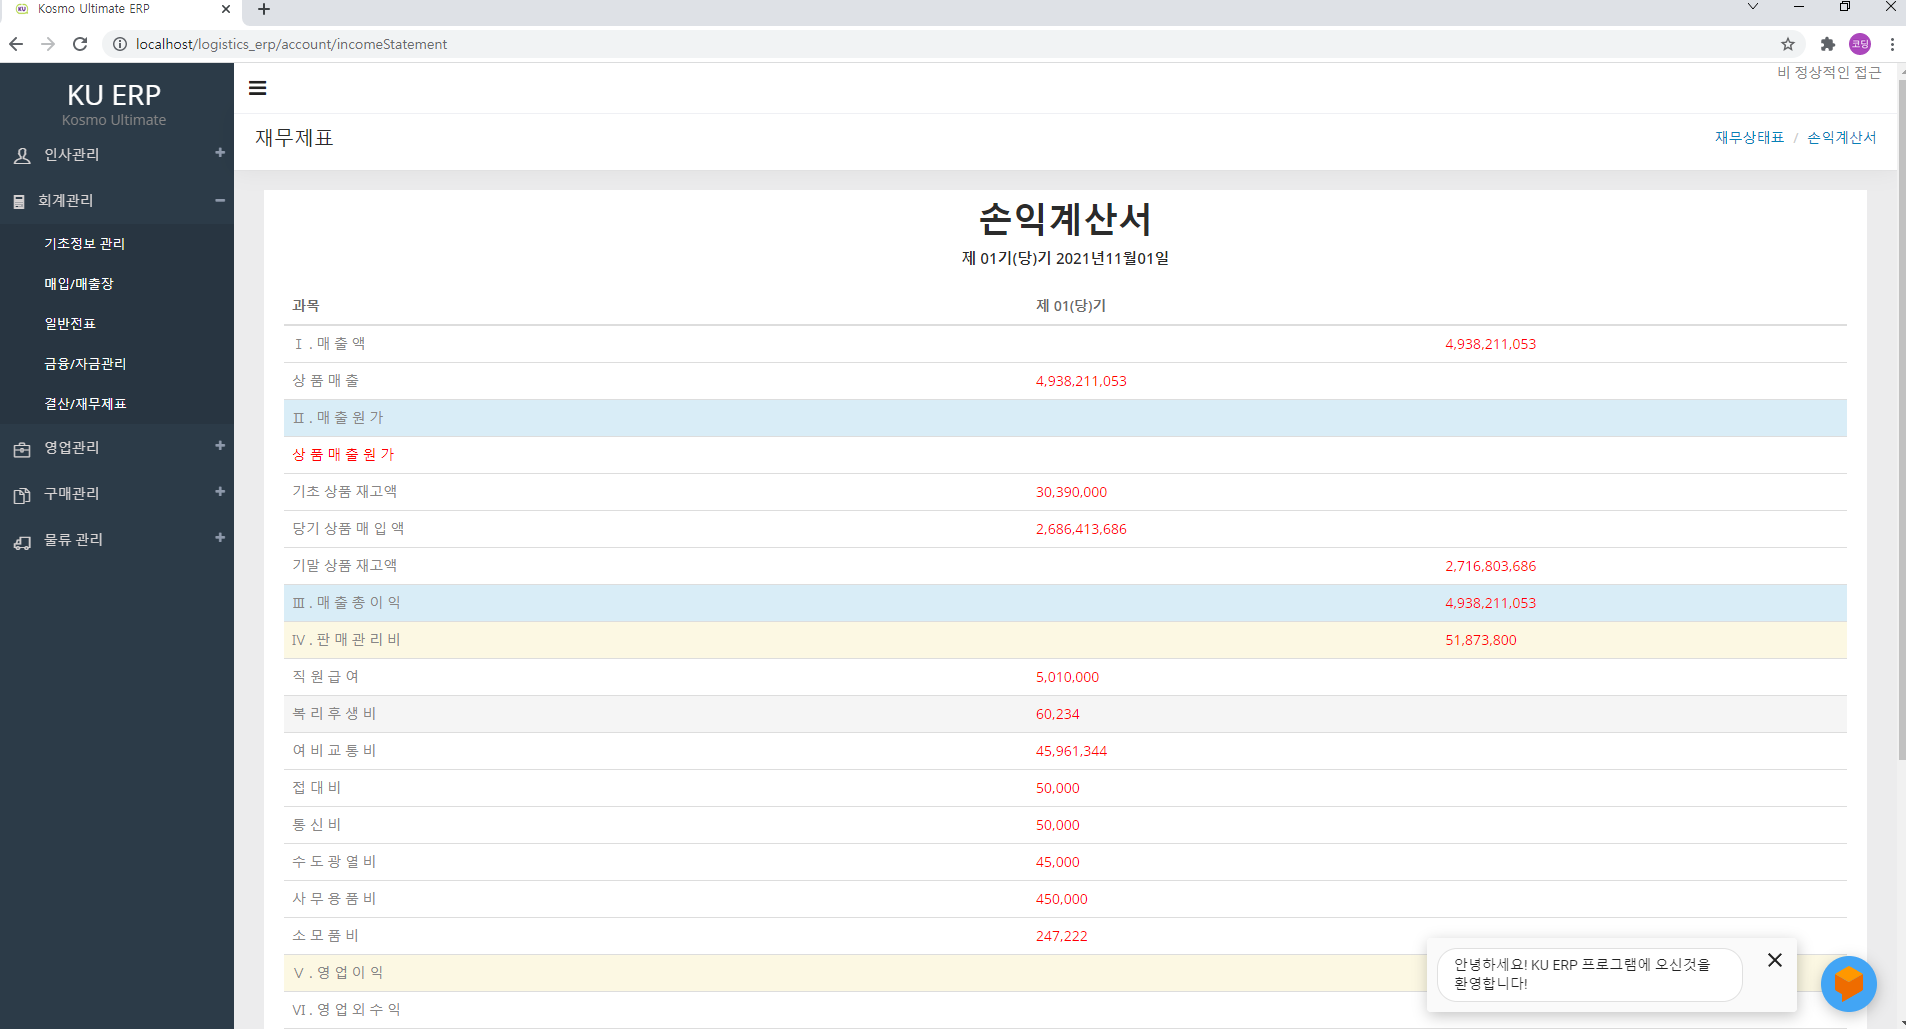 Kosmo Ultimate ERP
localhost/logistics_erp/account/incomeStatement
코딩
KU ERP
Kosmo Ultimate
인사관리
회계관리
기초정보 관리
매입/매출장
일반전표
금융/자금관리
결산/재무제표
영업관리
구매관리
물류 관리
비 정상적인 접근
재무제표
재무상태표 / 손익계산서
손익계산서
제 01기(당)기 2021년11월01일
과목 제 01(당)기
Ⅰ . 매 출 액 4,938,211,053
상 품 매 출 4,938,211,053
Ⅱ . 매 출 원 가
상 품 매 출 원 가
기초 상품 재고액 30,390,000
당기 상품 매 입 액 2,686,413,686
기말 상품 재고액 2,716,803,686
Ⅲ . 매 출 총 이 익 4,938,211,053
Ⅳ . 판 매 관 리 비 51,873,800
직 원 급 여 5,010,000
복 리 후 생 비 60,234
여 비 교 통 비 45,961,344
접 대 비 50,000
통 신 비 50,000
수 도 광 열 비 45,000
사 무 용 품 비 450,000
소 모 품 비 247,222
Ⅴ . 영 업 이 익
Ⅵ . 영 업 외 수 익
안녕하세요! KU ERP 프로그램에 오신것을
환영합니다!